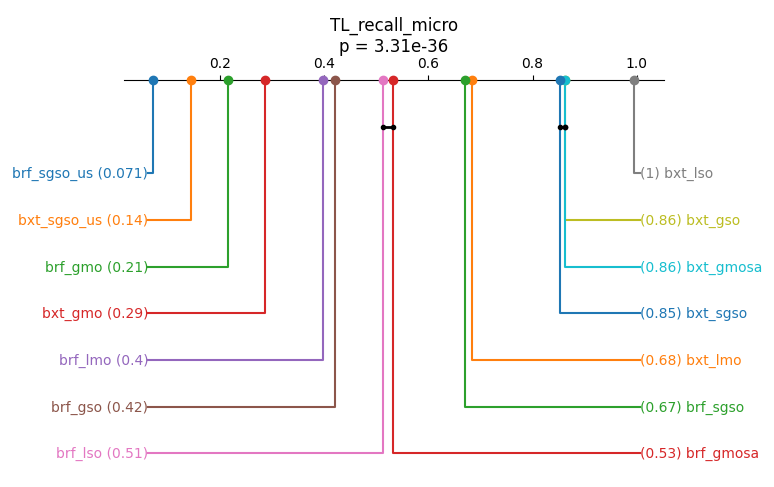 TL_recall_micro
p = 3.31e-36
0.2 0.4 0.6 0.8 1.0
brf_sgso_us (0.071) (1) bxt_lso
bxt_sgso_us (0.14) (0.86) bxt_gso
brf_gmo (0.21) (0.86) bxt_gmosa
bxt_gmo (0.29) (0.85) bxt_sgso
brf_lmo (0.4) (0.68) bxt_lmo
brf_gso (0.42) (0.67) brf_sgso
brf_lso (0.51) (0.53) brf_gmosa